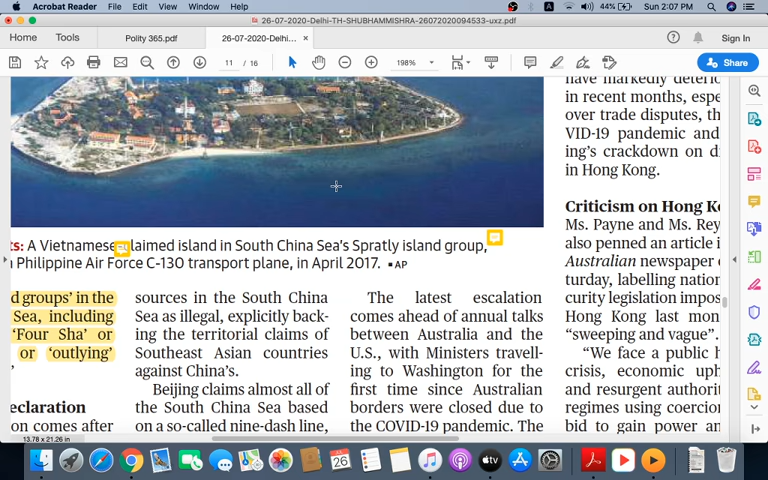 Acrobat Reader File Edit View Window Help
44% Sun 2:07 PM
26-07-2020-Delhi-TH-SHUBHAMMISHRA-26072020094533-uxz.pdf
Home Tools Polity 365.pdf 26-07-2020-Delhi... × Sign In
11 / 16 198% Share
ts: A Vietnamese-claimed island in South China Sea's Spratly island group,
Philippine Air Force C-130 transport plane, in April 2017. ▪ AP
d groups' in the
Sea, including
'Four Sha' or
or 'outlying'
eclaration
on comes after
sources in the South China
Sea as illegal, explicitly back-
ing the territorial claims of
Southeast Asian countries
against China's.
Beijing claims almost all of
the South China Sea based
on a so-called nine-dash line,
The latest escalation
comes ahead of annual talks
between Australia and the
U.S., with Ministers travell-
ing to Washington for the
first time since Australian
borders were closed due to
the COVID-19 pandemic. The
have markedly deterio
in recent months, espe
over trade disputes, th
VID-19 pandemic and
ing's crackdown on d
in Hong Kong.
Criticism on Hong Ko
Ms. Payne and Ms. Rey
also penned an article i
Australian newspaper
turday, labelling nation
curity legislation impos
Hong Kong last mon
"sweeping and vague".
"We face a public h
crisis, economic uph
and resurgent authorit
regimes using coercion
bid to gain power an
13.78 x 21.26 in
JUL
26
tv